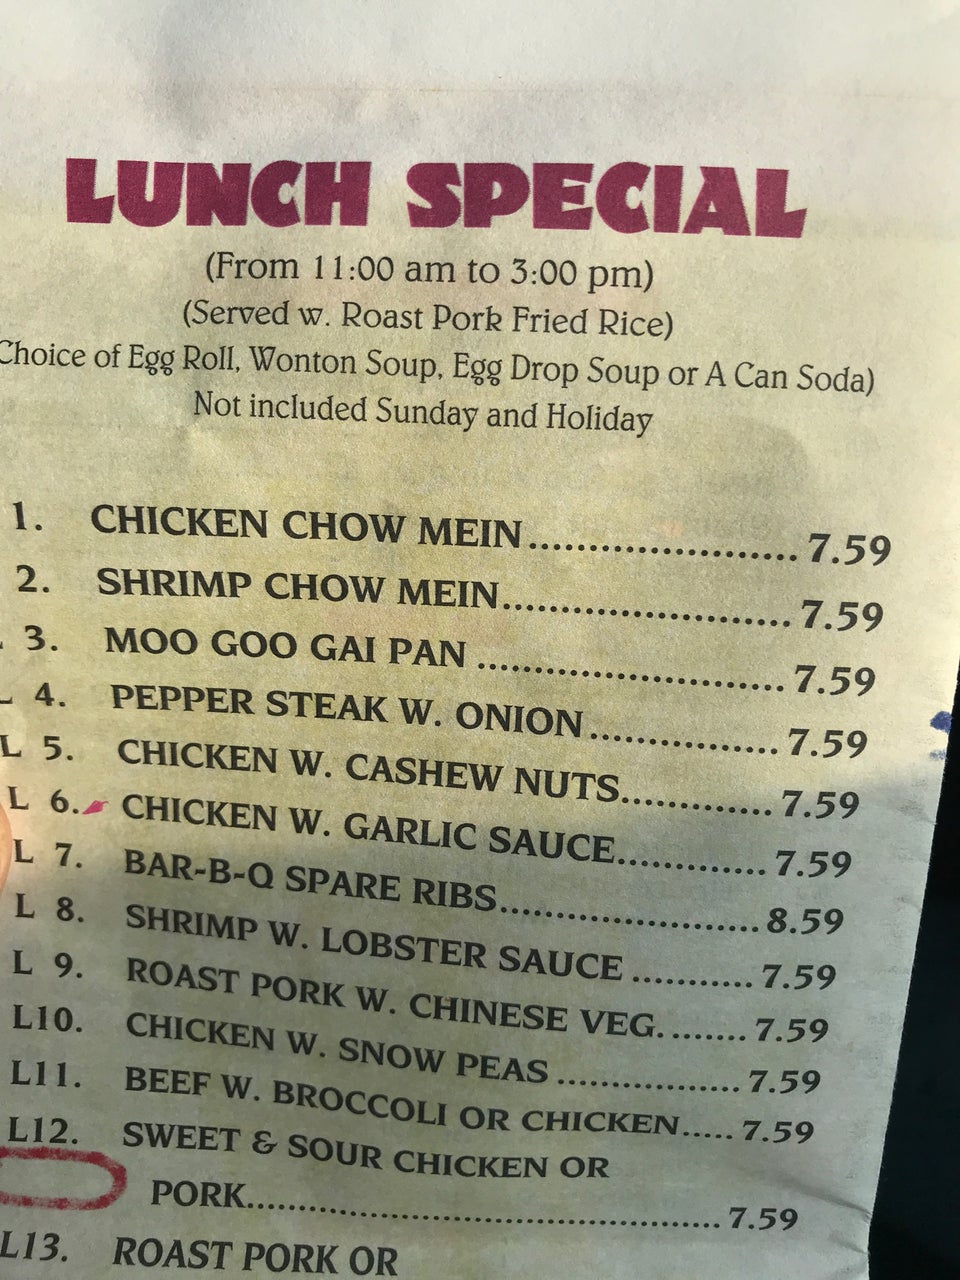 LUNCH SPECIAL
(From 11:00 am to 3:00 pm)
(Served w. Roast Pork Fried Rice)
Choice of Egg Roll, Wonton Soup, Egg Drop Soup or A Can Soda)
Not included Sunday and Holiday
1. CHICKEN CHOW MEIN.......................7.59
2. SHRIMP CHOW MEIN.........................7.59
3. MOO GOO GAI PAN ..........................7.59
L 4. PEPPER STEAK W. ONION................7.59
L 5. CHICKEN W. CASHEW NUTS.............7.59
L 6. CHICKEN W. GARLIC SAUCE.............7.59
L 7. BAR-B-Q SPARE RIBS.......................8.59
L 8. SHRIMP W. LOBSTER SAUCE ...........7.59
L 9. ROAST PORK W. CHINESE VEG. .......7.59
L10. CHICKEN W. SNOW PEAS .................7.59
L11. BEEF W. BROCCOLI OR CHICKEN.....7.59
L12. SWEET & SOUR CHICKEN OR
PORK..............................................7.59
L13. ROAST PORK OR